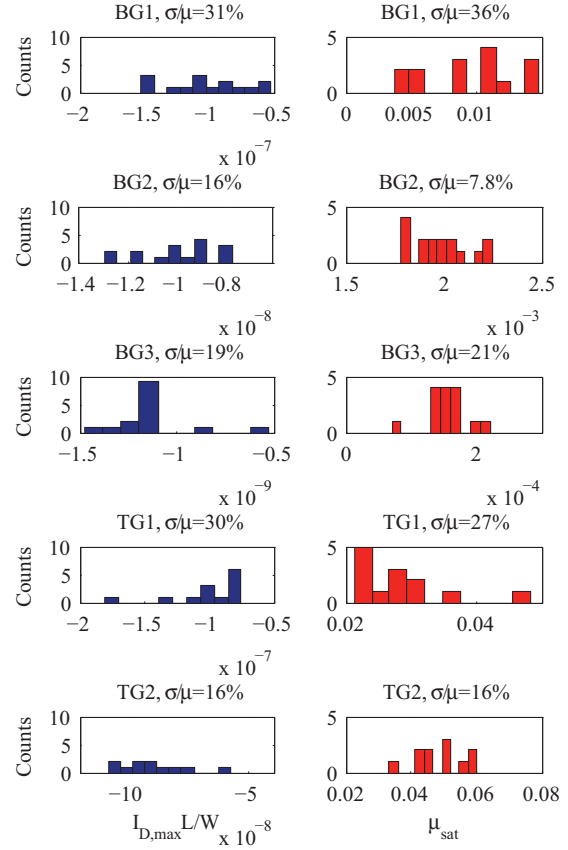 BG1, σ/μ=31%
BG1, σ/μ=36%
Counts
10
5
0
−2 −1.5 −1 −0.5
x 10⁻⁷
5
0
0 0.005 0.01
BG2, σ/μ=16%
BG2, σ/μ=7.8%
Counts
10
5
0
−1.4 −1.2 −1 −0.8
x 10⁻⁸
5
0
1.5 2 2.5
x 10⁻³
BG3, σ/μ=19%
BG3, σ/μ=21%
Counts
10
5
0
−1.5 −1 −0.5
x 10⁻⁹
5
0
0 2
x 10⁻⁴
TG1, σ/μ=30%
TG1, σ/μ=27%
Counts
10
5
0
−2 −1.5 −1 −0.5
x 10⁻⁷
5
0
0.02 0.04
TG2, σ/μ=16%
TG2, σ/μ=16%
Counts
10
5
0
−10 −5
x 10⁻⁸
I_D,max L/W
5
0
0.02 0.04 0.06 0.08
μ_sat